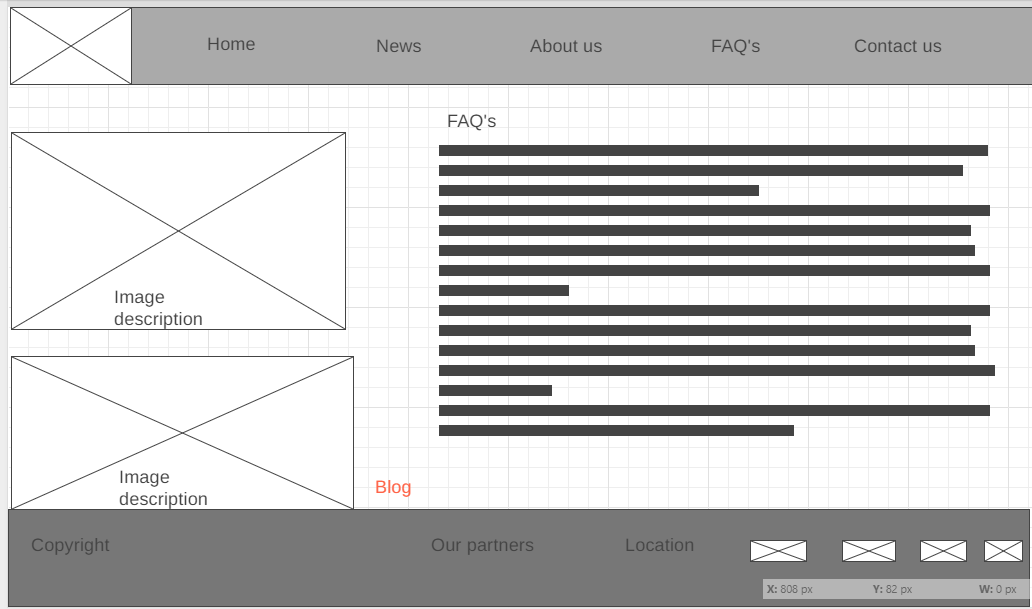 Home News About us FAQ's Contact us
FAQ's
Image
description
Image
description
Blog
Copyright Our partners Location
X: 808 px Y: 82 px W: 0 px